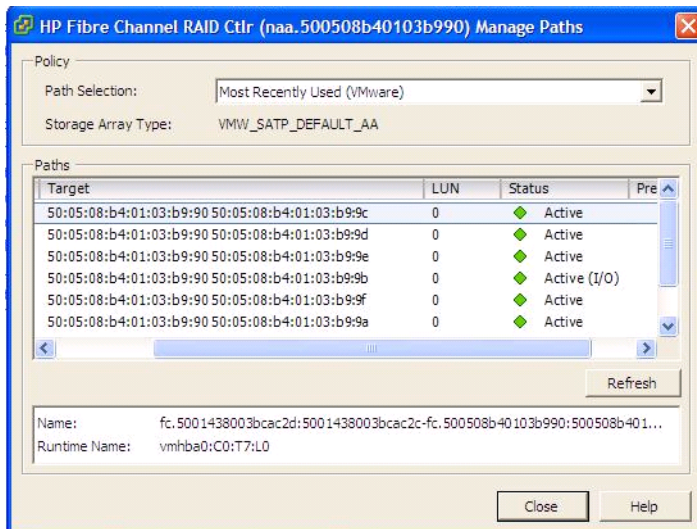 HP Fibre Channel RAID Ctlr (naa.500508b40103b990) Manage Paths
Policy
Path Selection: Most Recently Used (VMware)
Storage Array Type: VMW_SATP_DEFAULT_AA
Paths
Target LUN Status Pre
50:05:08:b4:01:03:b9:90 50:05:08:b4:01:03:b9:9c 0 Active
50:05:08:b4:01:03:b9:90 50:05:08:b4:01:03:b9:9d 0 Active
50:05:08:b4:01:03:b9:90 50:05:08:b4:01:03:b9:9e 0 Active
50:05:08:b4:01:03:b9:90 50:05:08:b4:01:03:b9:9b 0 Active (I/O)
50:05:08:b4:01:03:b9:90 50:05:08:b4:01:03:b9:9f 0 Active
50:05:08:b4:01:03:b9:90 50:05:08:b4:01:03:b9:9a 0 Active
Refresh
Name: fc.5001438003bcac2d:5001438003bcac2c-fc.500508b40103b990:500508b401...
Runtime Name: vmhba0:C0:T7:L0
Close Help